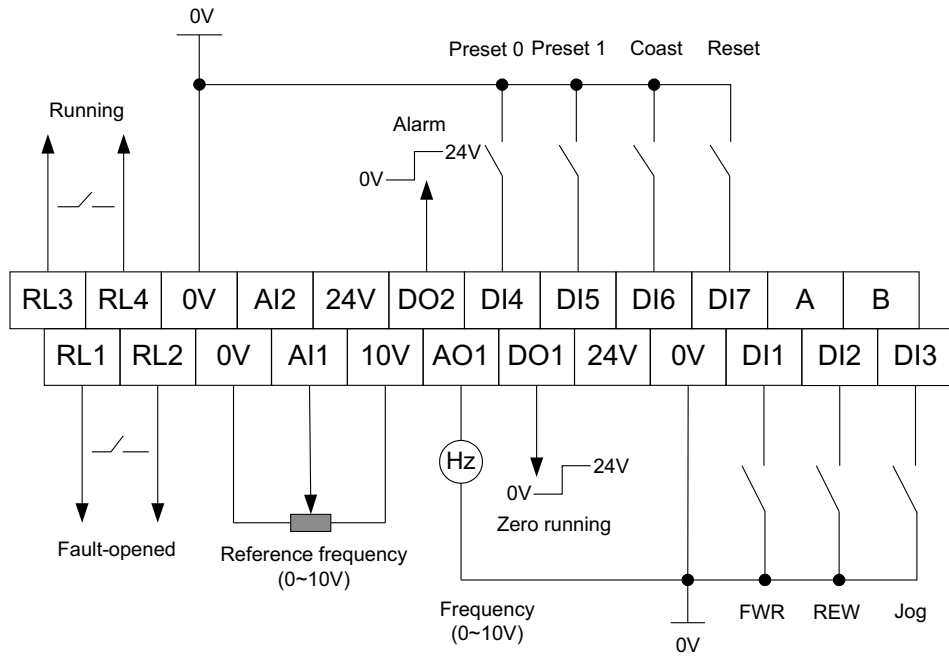 0V
Preset 0 Preset 1 Coast Reset
Running
Alarm
24V
0V
RL3 RL4 0V AI2 24V DO2 DI4 DI5 DI6 DI7 A B
RL1 RL2 0V AI1 10V AO1 DO1 24V 0V DI1 DI2 DI3
Hz
24V
0V
Zero running
Fault-opened
Reference frequency
(0~10V)
Frequency
(0~10V)
FWR REW Jog
0V